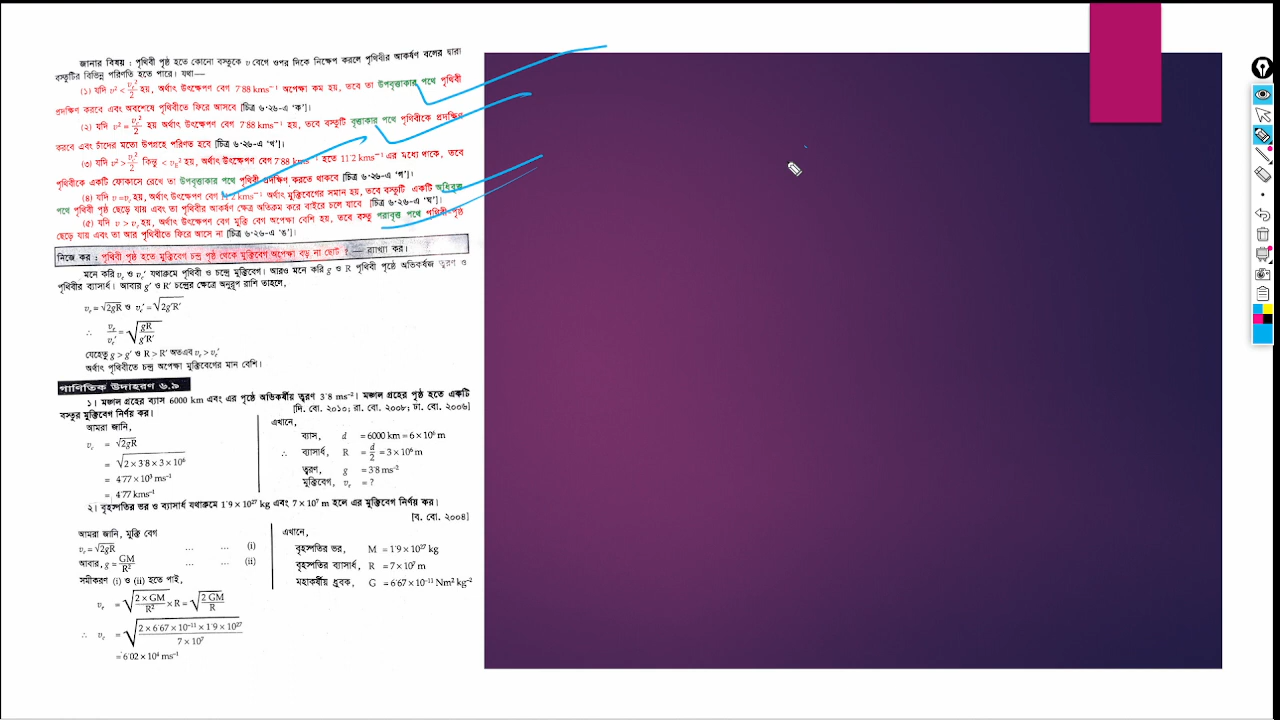 জানার বিষয় : পৃথিবী পৃষ্ঠ হতে কোনো বস্তুকে v বেগে ওপর দিকে নিক্ষেপ করলে পৃথিবীর আকর্ষণ বলের দ্বারা
বস্তুটির বিভিন্ন পরিণতি হতে পারে। যথা—
(১) যদি v² < vₑ²/2 হয়, অর্থাৎ উৎক্ষেপণ বেগ 7·88 kms⁻¹ অপেক্ষা কম হয়, তবে তা উপবৃত্তাকার পথে পৃথিবী
প্রদক্ষিণ করবে এবং অবশেষে পৃথিবীতে ফিরে আসবে [চিত্র ৬·২৬-এ ‘ক’]।
(২) যদি v² = vₑ²/2 হয় অর্থাৎ উৎক্ষেপণ বেগ 7·88 kms⁻¹ হয়, তবে বস্তুটি বৃত্তাকার পথে পৃথিবীকে প্রদক্ষিণ
করবে এবং চাঁদের মতো উপগ্রহে পরিণত হবে [চিত্র ৬·২৬-এ ‘খ’]।
(৩) যদি v² > vₑ²/2 কিন্তু < vE² হয়, অর্থাৎ উৎক্ষেপণ বেগ 7·88 kms⁻¹ হতে 11·2 kms⁻¹ এর মধ্যে থাকে, তবে
পৃথিবীকে একটি ফোকাসে রেখে তা উপবৃত্তাকার পথে পৃথিবী প্রদক্ষিণ করতে থাকবে [চিত্র ৬·২৬-এ ‘গ’]।
(৪) যদি v = vₑ হয়, অর্থাৎ উৎক্ষেপণ বেগ 11·2 kms⁻¹ অর্থাৎ মুক্তিবেগের সমান হয়, তবে বস্তুটি একটি অধিবৃত্ত
পথে পৃথিবী পৃষ্ঠ ছেড়ে যায় এবং তা পৃথিবীর আকর্ষণ ক্ষেত্র অতিক্রম করে বাইরে চলে যাবে [চিত্র ৬·২৬-এ ‘ঘ’]।
(৫) যদি v > vₑ হয়, অর্থাৎ উৎক্ষেপণ বেগ মুক্তি বেগ অপেক্ষা বেশি হয়, তবে বস্তু পরাবৃত্ত পথে পৃথিবী-পৃষ্ঠ
ছেড়ে যায় এবং তা আর পৃথিবীতে ফিরে আসে না [চিত্র ৬·২৬-এ ‘ঙ’]।
নিজে কর : পৃথিবী পৃষ্ঠ হতে মুক্তিবেগ চন্দ্র পৃষ্ঠ থেকে মুক্তিবেগ অপেক্ষা বড় না ছোট ? — ব্যাখ্যা কর।
মনে করি vₑ ও vₑ′ যথাক্রমে পৃথিবী ও চন্দ্রে মুক্তিবেগ। আরও মনে করি g ও R পৃথিবী পৃষ্ঠে অভিকর্ষজ ত্বরণ ও
পৃথিবীর ব্যাসার্ধ। আবার g′ ও R′ চন্দ্রের ক্ষেত্রে অনুরূপ রাশি তাহলে,
vₑ = √2gR ও vₑ′ = √2g′R′
∴ vₑ/vₑ′ = √(gR/g′R′)
যেহেতু g > g′ ও R > R′ অতএব vₑ > vₑ′
অর্থাৎ পৃথিবীতে চন্দ্র অপেক্ষা মুক্তিবেগের মান বেশি।
গাণিতিক উদাহরণ ৬.৯
১। মঙ্গল গ্রহের ব্যাস 6000 km এবং এর পৃষ্ঠে অভিকর্ষীয় ত্বরণ 3·8 ms⁻²। মঙ্গল গ্রহের পৃষ্ঠ হতে একটি
বস্তুর মুক্তিবেগ নির্ণয় কর। [দি. বো. ২০১০; রা. বো. ২০০৮; ঢা. বো. ২০০৬]
আমরা জানি,
vₑ = √2gR
= √2 × 3·8 × 3 × 10⁶
= 4·77 × 10³ ms⁻¹
= 4·77 kms⁻¹
এখানে,
ব্যাস, d = 6000 km = 6 × 10⁶ m
∴ ব্যাসার্ধ, R = d/2 = 3 × 10⁶ m
ত্বরণ, g = 3·8 ms⁻²
মুক্তিবেগ, vₑ = ?
২। বৃহস্পতির ভর ও ব্যাসার্ধ যথাক্রমে 1·9 × 10²⁷ kg এবং 7 × 10⁷ m হলে এর মুক্তিবেগ নির্ণয় কর।
[ব. বো. ২০০৪]
আমরা জানি, মুক্তি বেগ
vₑ = √2gR ... ... (i)
আবার, g = GM/R² ... ... (ii)
সমীকরণ (i) ও (ii) হতে পাই,
vₑ = √(2 × GM/R²) × R = √(2 GM/R)
∴ vₑ = √(2 × 6·67 × 10⁻¹¹ × 1·9 × 10²⁷/7 × 10⁷)
= 6·02 × 10⁴ ms⁻¹
এখানে,
বৃহস্পতির ভর, M = 1·9 × 10²⁷ kg
বৃহস্পতির ব্যাসার্ধ, R = 7 × 10⁷ m
মহাকর্ষীয় ধ্রুবক, G = 6·67 × 10⁻¹¹ Nm² kg⁻²